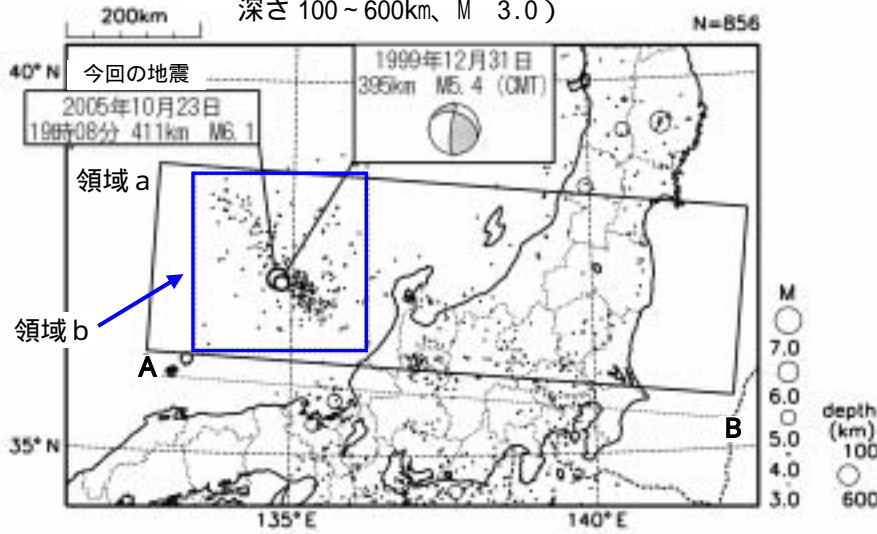 深さ 100～600km、M 3.0）
200km
N=856
40°N
今回の地震
2005年10月23日
19時08分 411km M6.1
1999年12月31日
395km M5.4 (CMT)
領域a
領域b
A
B
35°N
135°E
140°E
M
7.0
6.0
5.0
4.0
3.0
depth
(km)
100
600